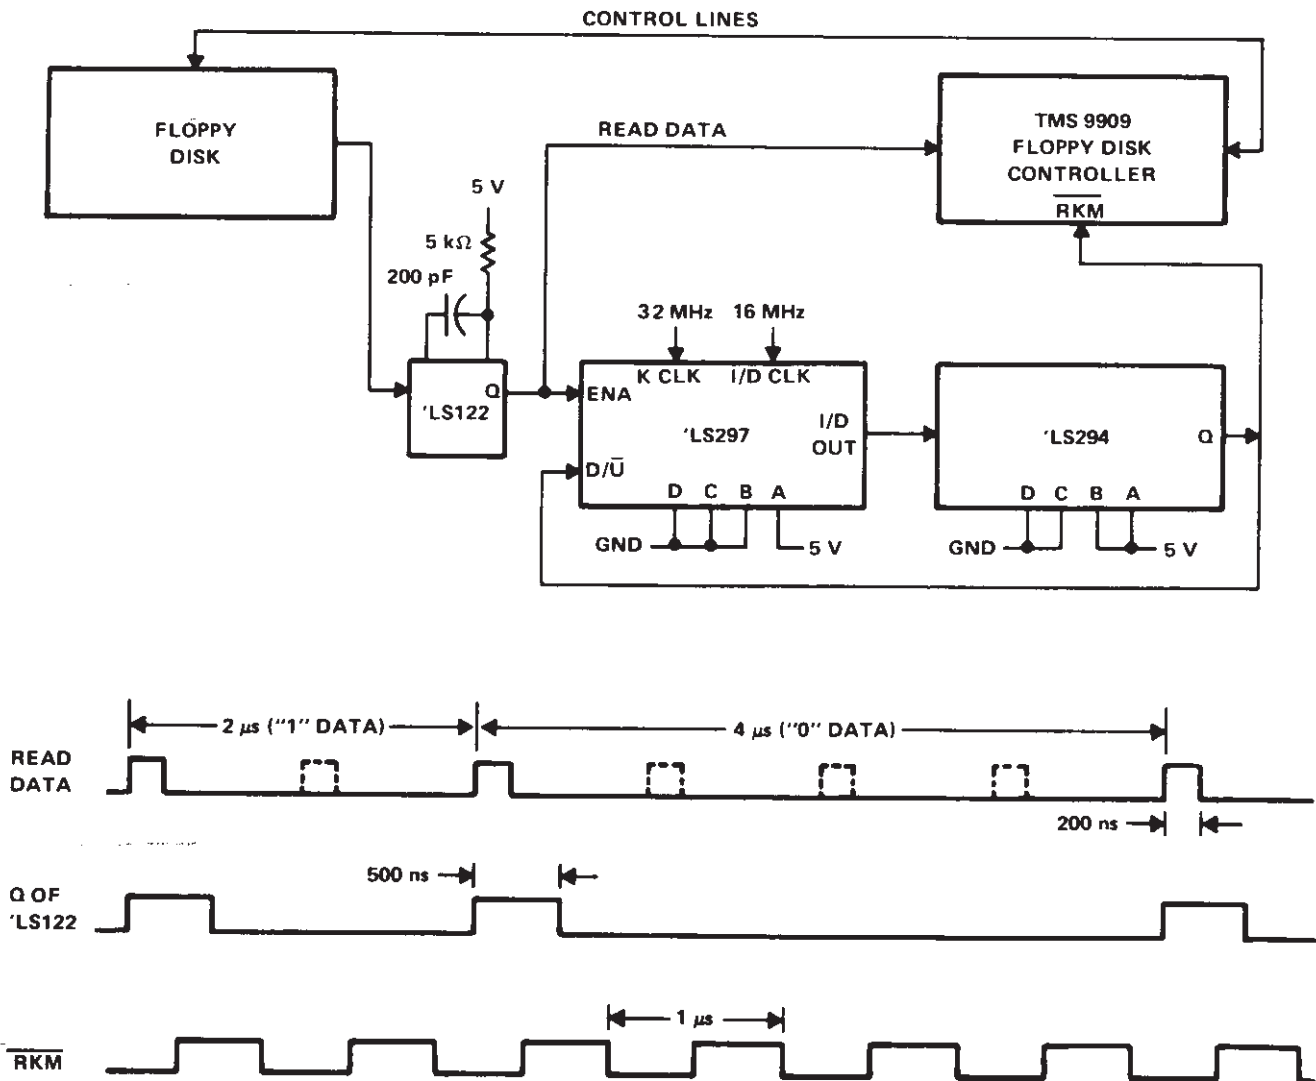 CONTROL LINES
FLOPPY
DISK
READ DATA
TMS 9909
FLOPPY DISK
CONTROLLER
R̅K̅M̅
5 V
5 kΩ
200 pF
32 MHz
16 MHz
Q
'LS122
ENA
K CLK
I/D CLK
'LS297
I/D
OUT
D/U̅
D C B A
GND
5 V
'LS294
Q
D C B A
GND
5 V
2 μs ("1" DATA)
4 μs ("0" DATA)
READ
DATA
200 ns
500 ns
Q OF
'LS122
1 μs
R̅K̅M̅